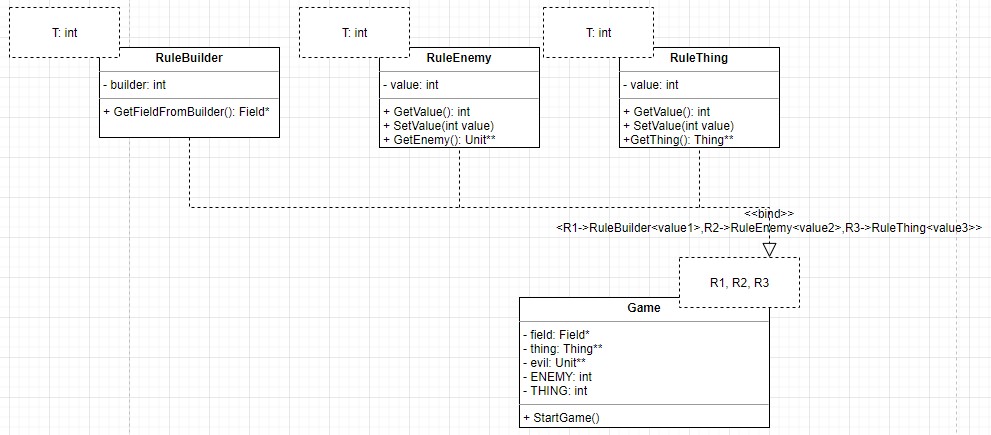 T: int
RuleBuilder
- builder: int
+ GetFieldFromBuilder(): Field*
T: int
RuleEnemy
- value: int
+ GetValue(): int
+ SetValue(int value)
+ GetEnemy(): Unit**
T: int
RuleThing
- value: int
+ GetValue(): int
+ SetValue(int value)
+GetThing(): Thing**
<<bind>>
<R1->RuleBuilder<value1>,R2->RuleEnemy<value2>,R3->RuleThing<value3>>
R1, R2, R3
Game
- field: Field*
- thing: Thing**
- evil: Unit**
- ENEMY: int
- THING: int
+ StartGame()